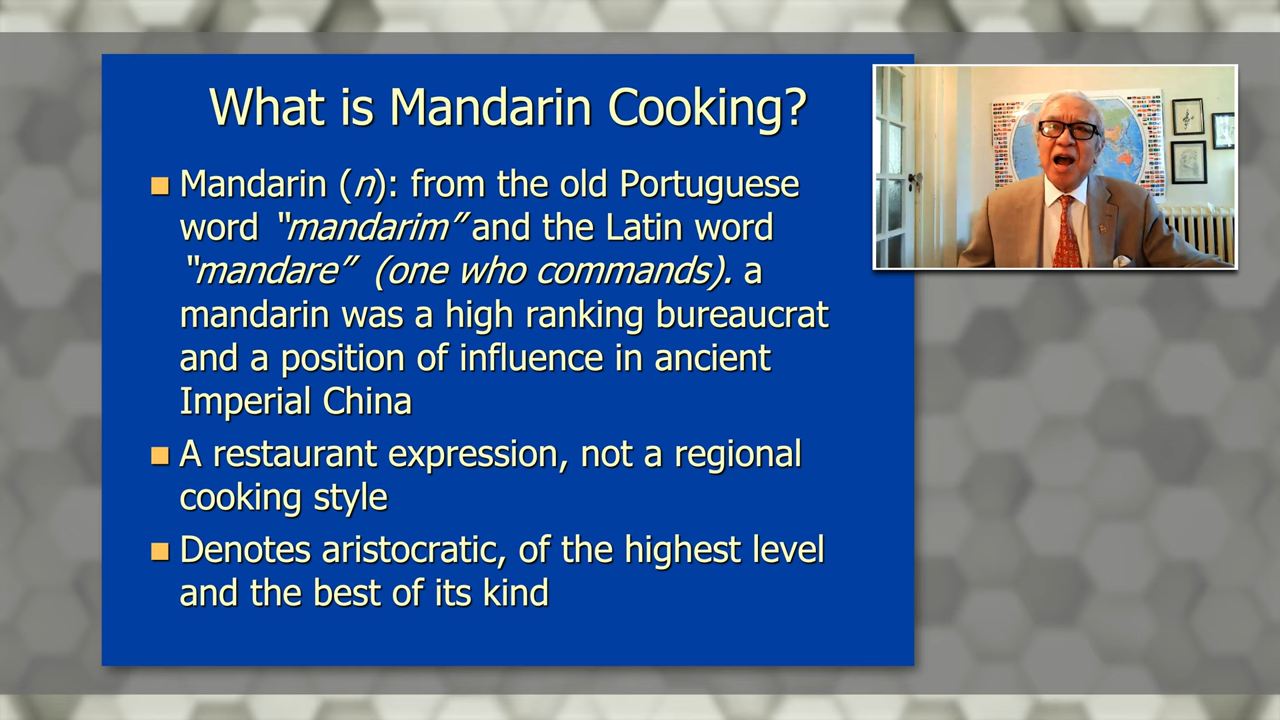 What is Mandarin Cooking?
Mandarin (n): from the old Portuguese
word “mandarim” and the Latin word
“mandare” (one who commands). a
mandarin was a high ranking bureaucrat
and a position of influence in ancient
Imperial China
A restaurant expression, not a regional
cooking style
Denotes aristocratic, of the highest level
and the best of its kind